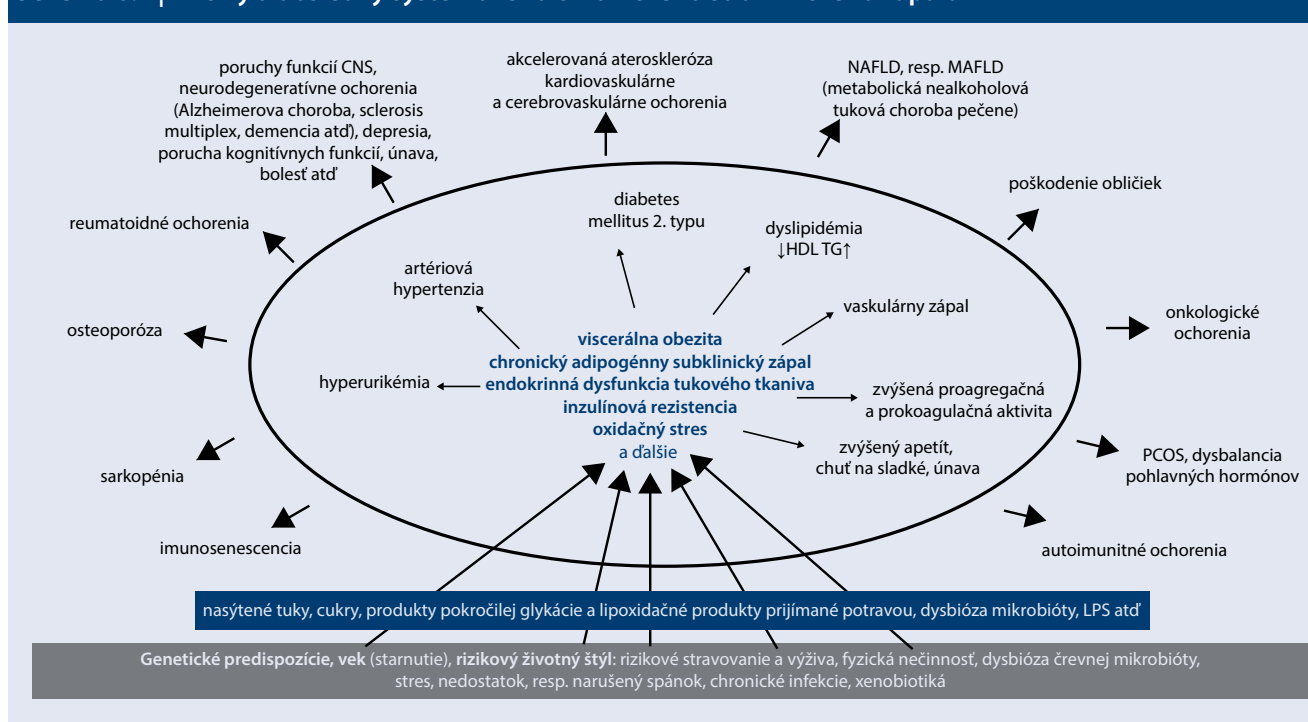 poruchy funkcií CNS,
neurodegeneratívne ochorenia
(Alzheimerova choroba, sclerosis
multiplex, demencia atď), depresia,
porucha kognitívnych funkcií, únava,
bolesť atď
akcelerovaná ateroskleróza
kardiovaskulárne
a cerebrovaskulárne ochorenia
NAFLD, resp. MAFLD
(metabolická nealkoholová
tuková choroba pečene)
poškodenie obličiek
reumatoidné ochorenia
diabetes
mellitus 2. typu
dyslipidémia
↓HDL TG↑
artériová
hypertenzia
vaskulárny zápal
onkologické
ochorenia
osteoporóza
hyperurikémia
viscerálna obezita
chronický adipogénny subklinický zápal
endokrinná dysfunkcia tukového tkaniva
inzulínová rezistencia
oxidačný stres
a ďalšie
zvýšená proagregačná
a prokoagulačná aktivita
zvýšený apetít,
chuť na sladké, únava
sarkopénia
PCOS, dysbalancia
pohlavných hormónov
imunosenescencia
autoimunitné ochorenia
nasýtené tuky, cukry, produkty pokročilej glykácie a lipoxidačné produkty prijímané potravou, dysbióza mikrobióty, LPS atď
Genetické predispozície, vek (starnutie), rizikový životný štýl: rizikové stravovanie a výživa, fyzická nečinnosť, dysbióza črevnej mikrobióty,
stres, nedostatok, resp. narušený spánok, chronické infekcie, xenobiotiká